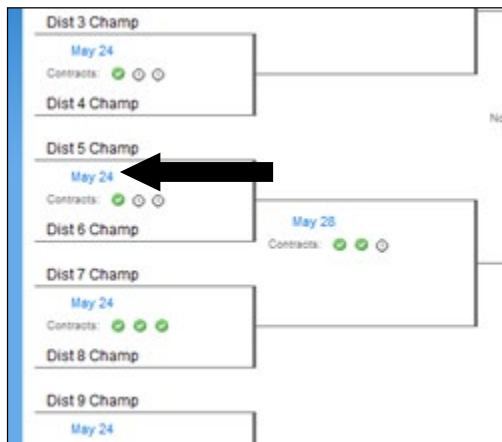 Dist 3 Champ
May 24
Contracts:
Dist 4 Champ
No
Dist 5 Champ
May 24
Contracts:
Dist 6 Champ
May 28
Contracts:
Dist 7 Champ
May 24
Contracts:
Dist 8 Champ
Dist 9 Champ
May 24